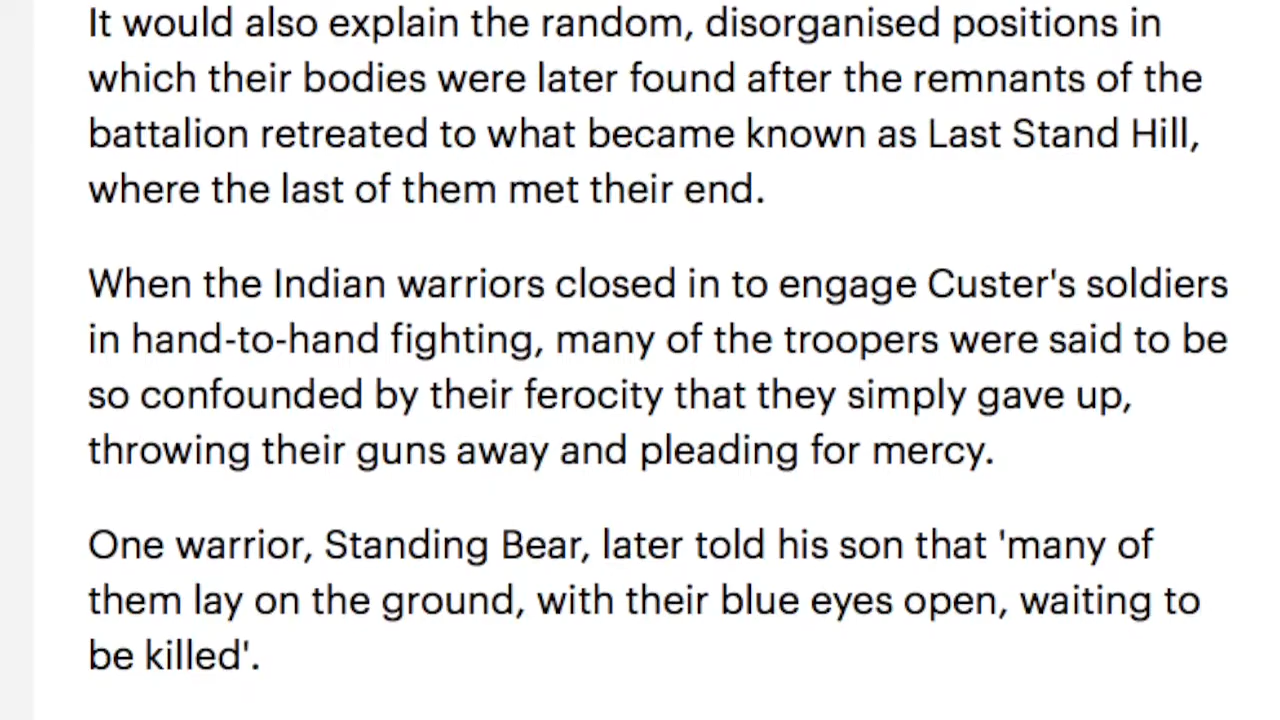 It would also explain the random, disorganised positions in
which their bodies were later found after the remnants of the
battalion retreated to what became known as Last Stand Hill,
where the last of them met their end.
When the Indian warriors closed in to engage Custer's soldiers
in hand-to-hand fighting, many of the troopers were said to be
so confounded by their ferocity that they simply gave up,
throwing their guns away and pleading for mercy.
One warrior, Standing Bear, later told his son that 'many of
them lay on the ground, with their blue eyes open, waiting to
be killed'.